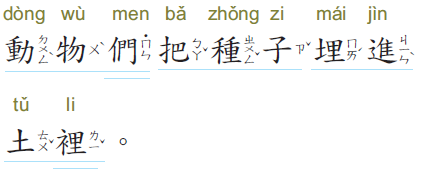 dòng wù men bǎ zhǒng zi mái jìn
動ㄉㄨㄥˋ物ㄨˋ們˙ㄇㄣ把ㄅㄚˇ種ㄓㄨㄥˇ子ㄗˇ埋ㄇㄞˊ進ㄐㄧㄣˋ
tǔ li
土ㄊㄨˇ裡ㄌㄧˇ。